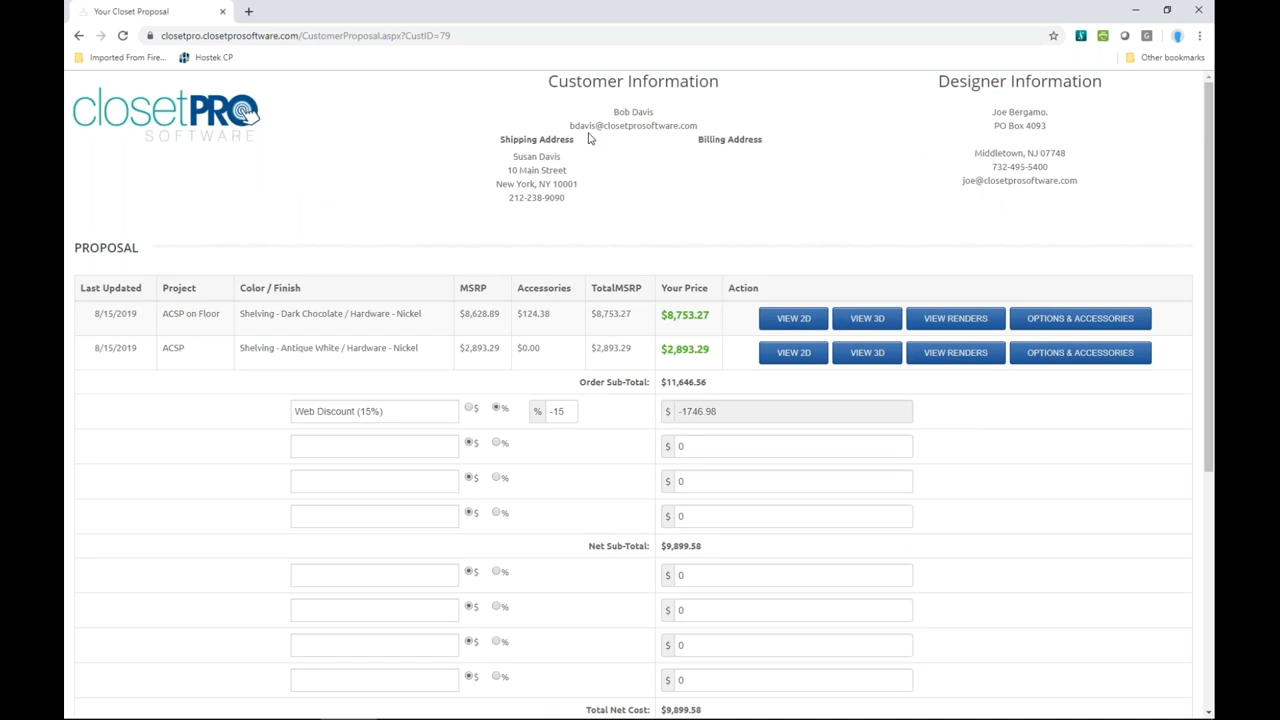 Your Closet Proposal
closetpro.closetprosoftware.com/CustomerProposal.aspx?CustID=79
Imported From Fire... Hostek CP Other bookmarks
closetPRO
SOFTWARE
Customer Information
Bob Davis
bdavis@closetprosoftware.com
Shipping Address Billing Address
Susan Davis
10 Main Street
New York, NY 10001
212-238-9090
Designer Information
Joe Bergamo.
PO Box 4093
Middletown, NJ 07748
732-495-5400
joe@closetprosoftware.com
PROPOSAL
Last Updated Project Color / Finish MSRP Accessories TotalMSRP Your Price Action
8/15/2019 ACSP on Floor Shelving - Dark Chocolate / Hardware - Nickel $8,628.89 $124.38 $8,753.27 $8,753.27 VIEW 2D VIEW 3D VIEW RENDERS OPTIONS & ACCESSORIES
8/15/2019 ACSP Shelving - Antique White / Hardware - Nickel $2,893.29 $0.00 $2,893.29 $2,893.29 VIEW 2D VIEW 3D VIEW RENDERS OPTIONS & ACCESSORIES
Order Sub-Total: $11,646.56
Web Discount (15%) $ % % -15 $ -1746.98
$ % $ 0
$ % $ 0
$ % $ 0
Net Sub-Total: $9,899.58
$ % $ 0
$ % $ 0
$ % $ 0
$ % $ 0
Total Net Cost: $9,899.58